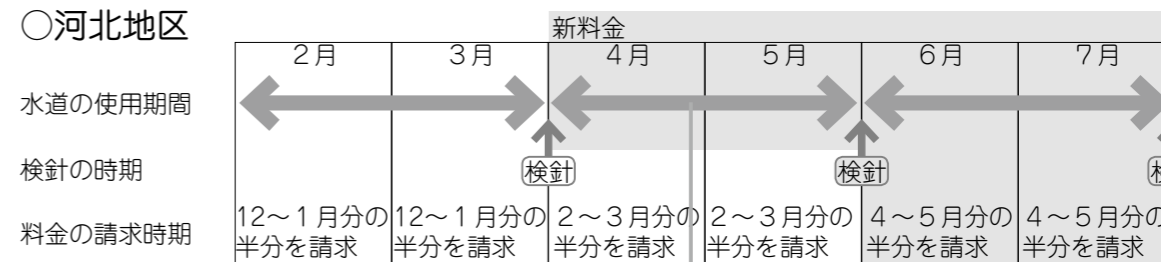 ○河北地区
新料金
2月 3月 4月 5月 6月 7月
水道の使用期間
検針の時期
検針 検針 検
料金の請求時期
12〜1月分の 12〜1月分の 2〜3月分の 2〜3月分の 4〜5月分の 4〜5月分の
半分を請求 半分を請求 半分を請求 半分を請求 半分を請求 半分を請求